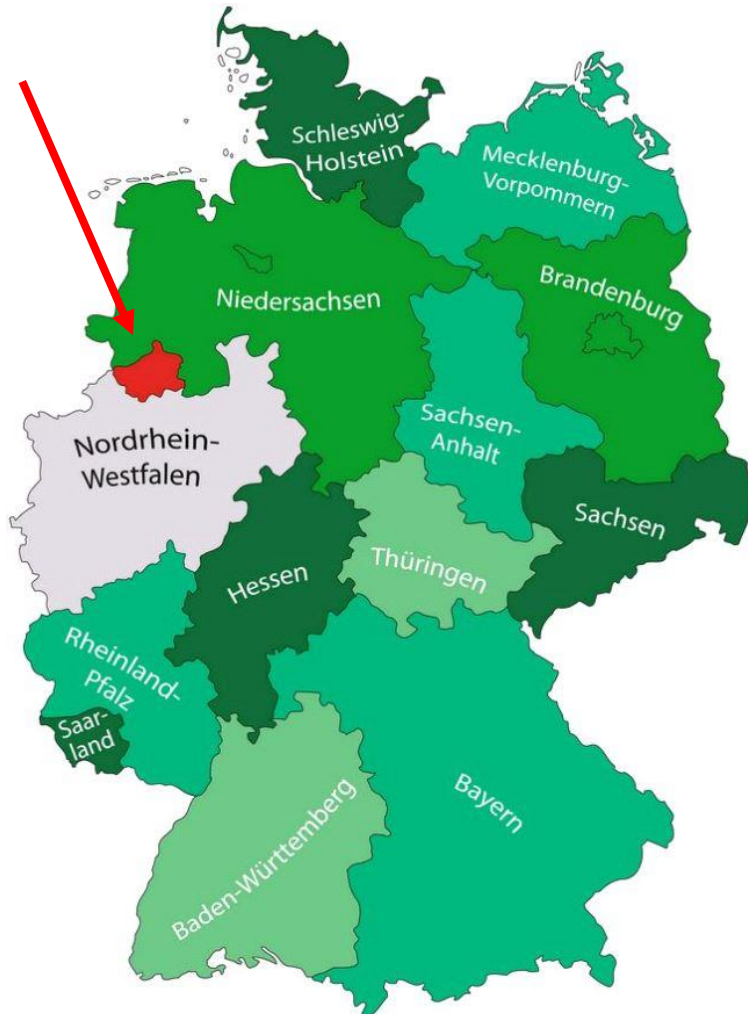 Schleswig-
Holstein
Mecklenburg-
Vorpommern
Niedersachsen
Brandenburg
Sachsen-
Anhalt
Nordrhein-
Westfalen
Sachsen
Thüringen
Hessen
Rheinland-
Pfalz
Saar-
land
Bayern
Baden-Württemberg